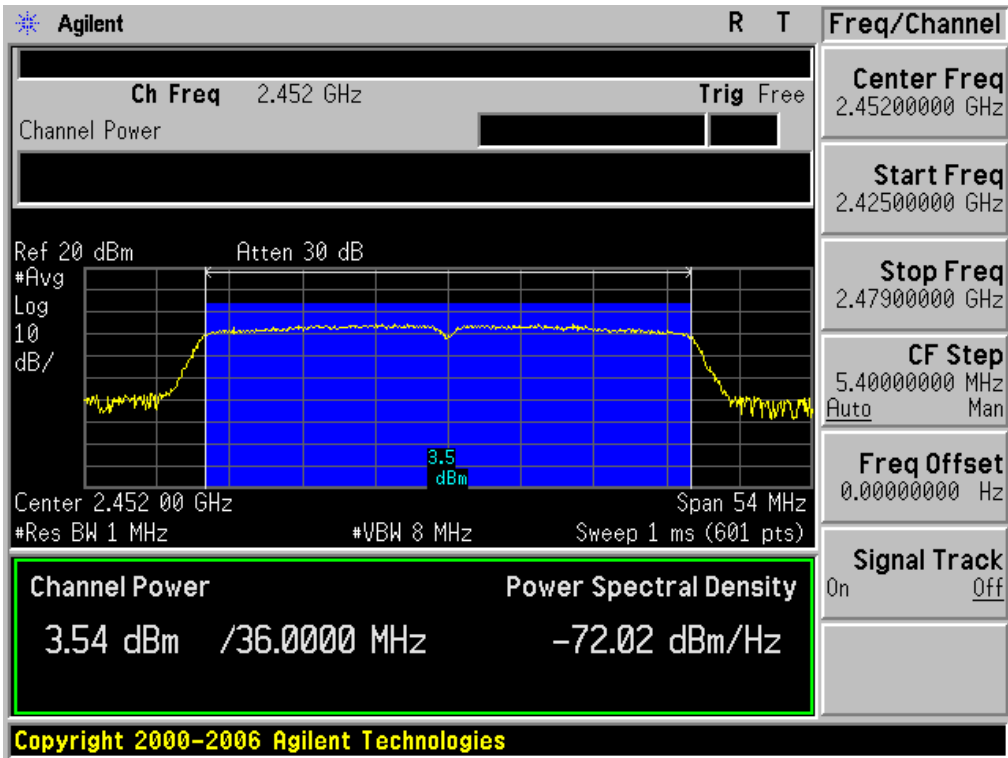 Agilent R T
Ch Freq 2.452 GHz Trig Free
Channel Power
Ref 20 dBm Atten 30 dB
#Avg
Log
10
dB/
3.5
dBm
Center 2.452 00 GHz Span 54 MHz
#Res BW 1 MHz #VBW 8 MHz Sweep 1 ms (601 pts)
Channel Power Power Spectral Density
3.54 dBm /36.0000 MHz -72.02 dBm/Hz
Copyright 2000-2006 Agilent Technologies
Freq/Channel
Center Freq
2.45200000 GHz
Start Freq
2.42500000 GHz
Stop Freq
2.47900000 GHz
CF Step
5.40000000 MHz
Auto Man
Freq Offset
0.00000000 Hz
Signal Track
On Off